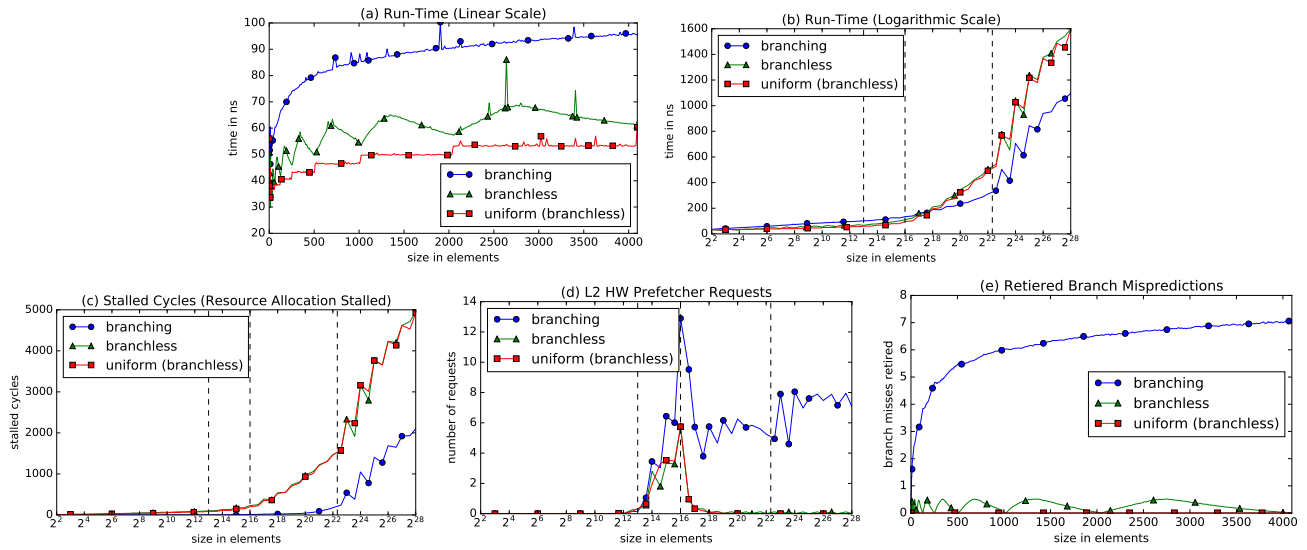 (a) Run-Time (Linear Scale)
100
90
80
70
60
50
40
30
20
time in ns
branching
branchless
uniform (branchless)
0 500 1000 1500 2000 2500 3000 3500 4000
size in elements
(b) Run-Time (Logarithmic Scale)
1600
1400
1200
1000
800
600
400
200
0
time in ns
branching
branchless
uniform (branchless)
2^2 2^4 2^6 2^8 2^10 2^12 2^14 2^16 2^18 2^20 2^22 2^24 2^26 2^28
size in elements
(c) Stalled Cycles (Resource Allocation Stalled)
5000
4000
3000
2000
1000
0
stalled cycles
branching
branchless
uniform (branchless)
2^2 2^4 2^6 2^8 2^10 2^12 2^14 2^16 2^18 2^20 2^22 2^24 2^26 2^28
size in elements
(d) L2 HW Prefetcher Requests
14
12
10
8
6
4
2
0
number of requests
branching
branchless
uniform (branchless)
2^2 2^4 2^6 2^8 2^10 2^12 2^14 2^16 2^18 2^20 2^22 2^24 2^26 2^28
size in elements
(e) Retiered Branch Mispredictions
8
7
6
5
4
3
2
1
0
branch misses retired
branching
branchless
uniform (branchless)
0 500 1000 1500 2000 2500 3000 3500 4000
size in elements